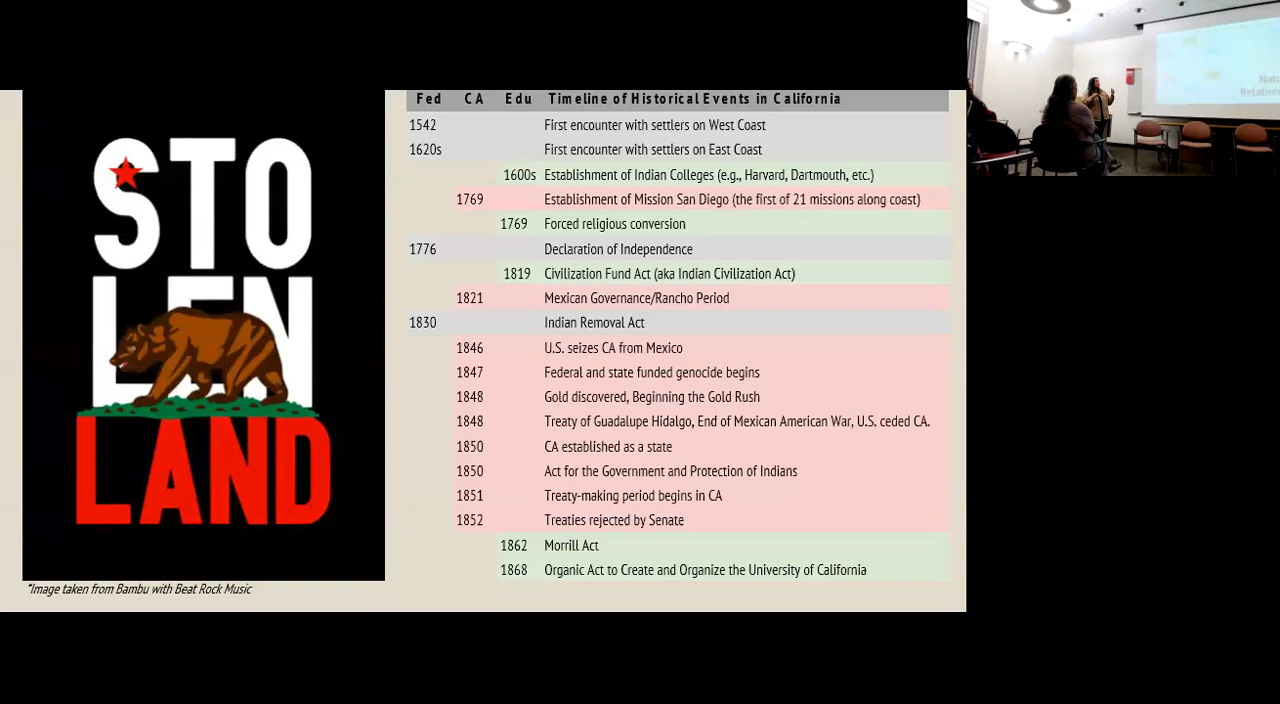 STO
LEN
LAND
*Image taken from Bambu with Beat Rock Music
Fed CA Edu Timeline of Historical Events in California
1542 First encounter with settlers on West Coast
1620s First encounter with settlers on East Coast
1600s Establishment of Indian Colleges (e.g., Harvard, Dartmouth, etc.)
1769 Establishment of Mission San Diego (the first of 21 missions along coast)
1769 Forced religious conversion
1776 Declaration of Independence
1819 Civilization Fund Act (aka Indian Civilization Act)
1821 Mexican Governance/Rancho Period
1830 Indian Removal Act
1846 U.S. seizes CA from Mexico
1847 Federal and state funded genocide begins
1848 Gold discovered, Beginning the Gold Rush
1848 Treaty of Guadalupe Hidalgo, End of Mexican American War, U.S. ceded CA.
1850 CA established as a state
1850 Act for the Government and Protection of Indians
1851 Treaty-making period begins in CA
1852 Treaties rejected by Senate
1862 Morrill Act
1868 Organic Act to Create and Organize the University of California
Natu
Relation